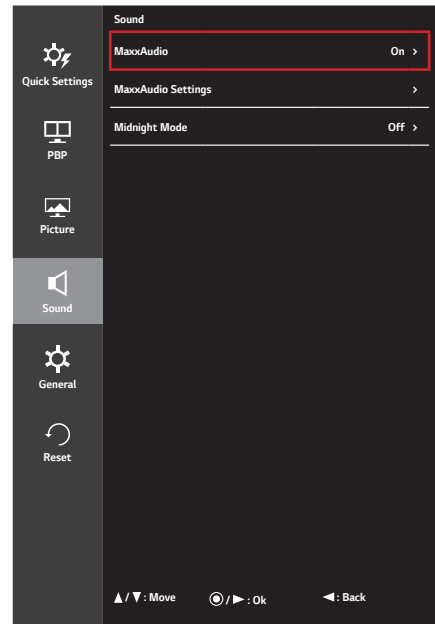 Sound
Quick Settings
PBP
Picture
Sound
General
Reset
MaxxAudio On >
MaxxAudio Settings >
Midnight Mode Off >
▲/▼: Move ◉/►: Ok ◄: Back